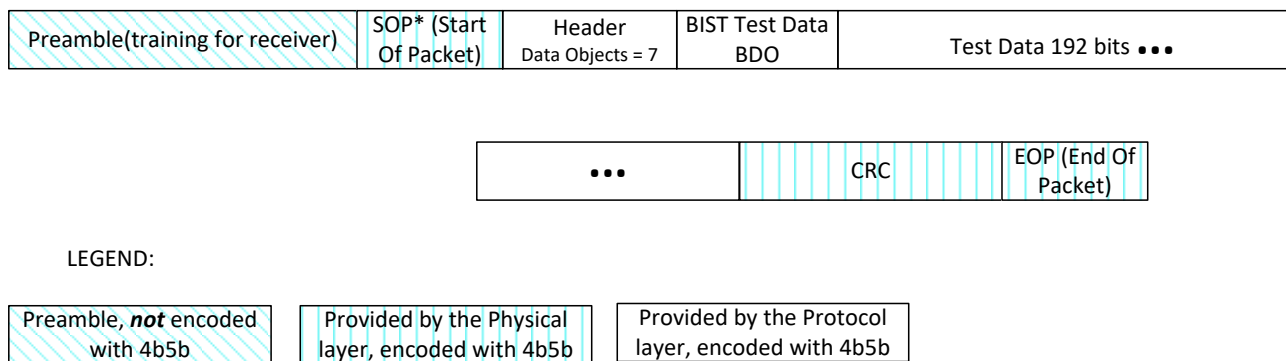 Preamble(training for receiver)
SOP* (Start
Of Packet)
Header
Data Objects = 7
BIST Test Data
BDO
Test Data 192 bits •••
•••
CRC
EOP (End Of
Packet)
LEGEND:
Preamble, not encoded
with 4b5b
Provided by the Physical
layer, encoded with 4b5b
Provided by the Protocol
layer, encoded with 4b5b